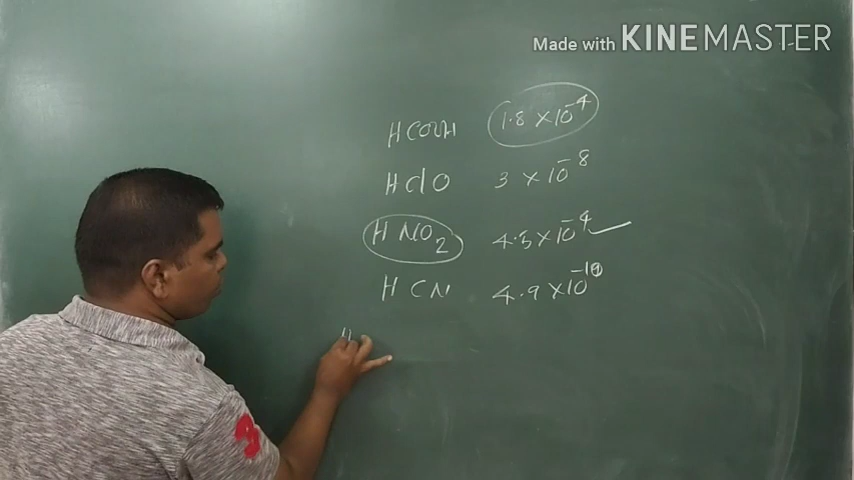 Made with KINEMASTER
HCOOH 1.8 × 10⁻⁴
HClO 3 × 10⁻⁸
HNO₂ 4.5 × 10⁻⁴
HCN 4.9 × 10⁻¹⁰
H